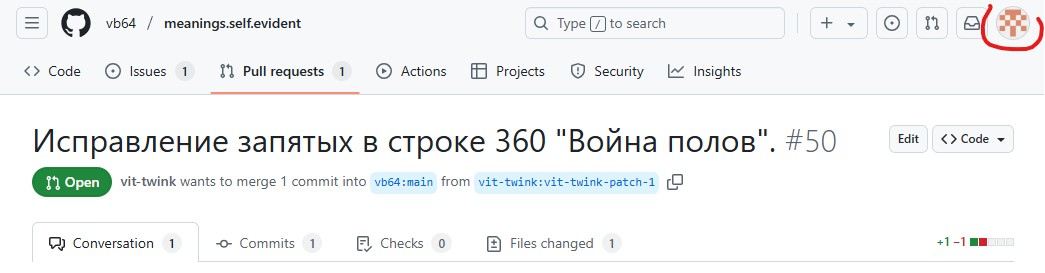 vb64 / meanings.self.evident
Type / to search
Code
Issues 1
Pull requests 1
Actions
Projects
Security
Insights
Исправление запятых в строке 360 "Война полов". #50
Edit
<> Code
Open
vit-twink wants to merge 1 commit into vb64:main from vit-twink:vit-twink-patch-1
Conversation 1
Commits 1
Checks 0
Files changed 1
+1 −1